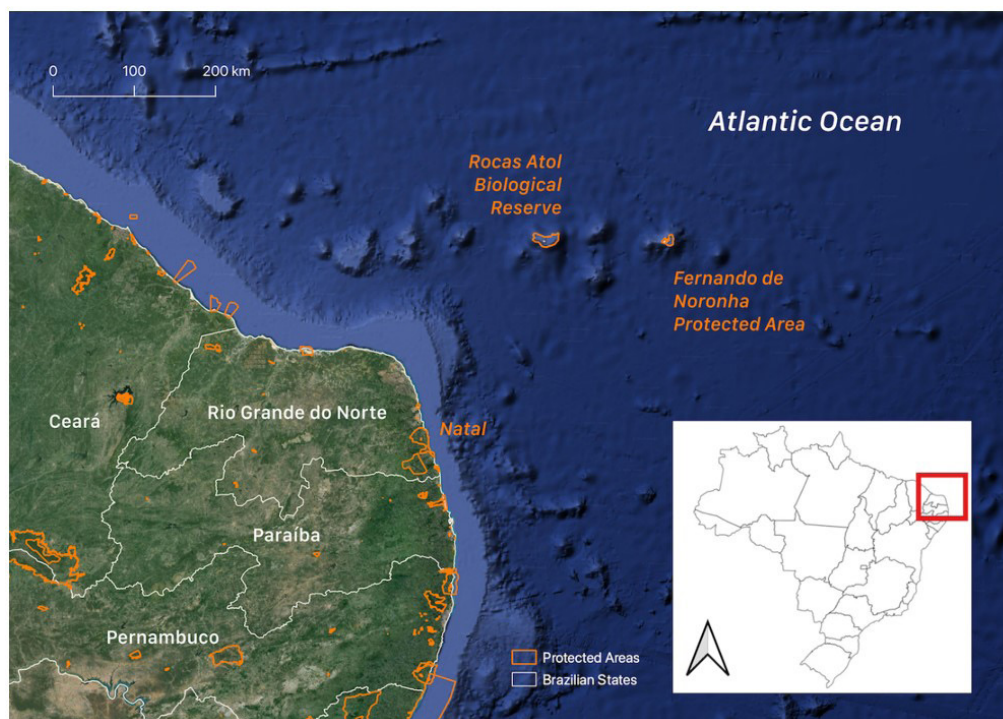 0 100 200 km
Atlantic Ocean
Rocas Atol
Biological
Reserve
Fernando de
Noronha
Protected Area
Ceará
Rio Grande do Norte
Natal
Paraíba
Pernambuco
Protected Areas
Brazilian States